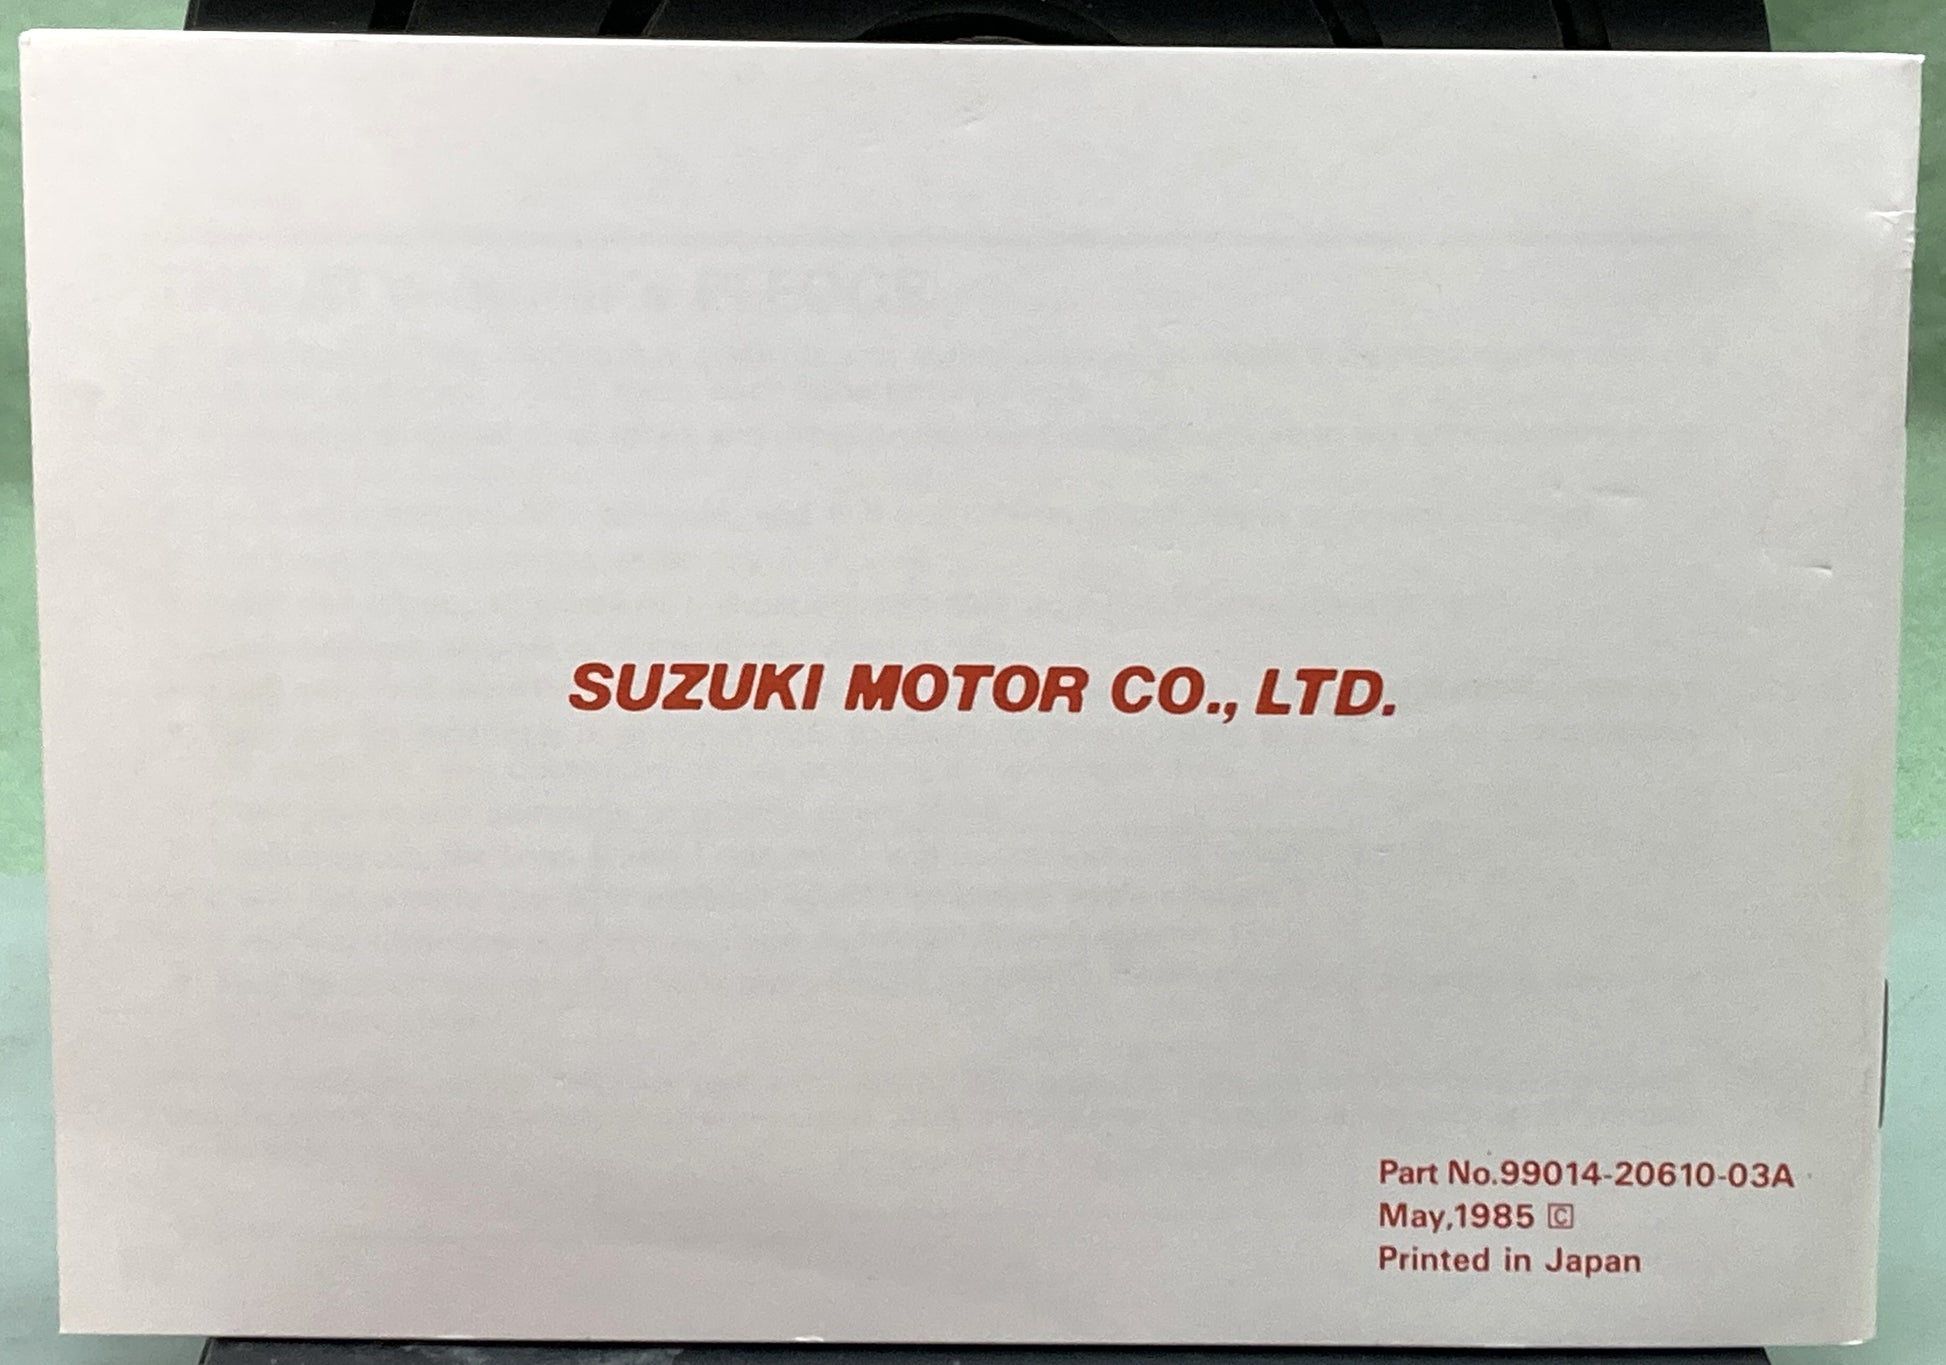 SUZUKI MOTOR CO., LTD.
Part No.99014-20610-03A
May,1985 🄲
Printed in Japan